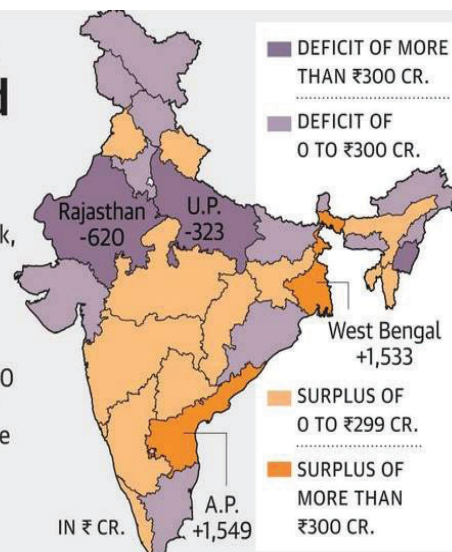 d
k,
0
e
DEFICIT OF MORE
THAN ₹300 CR.
DEFICIT OF
0 TO ₹300 CR.
Rajasthan
-620
U.P.
-323
West Bengal
+1,533
SURPLUS OF
0 TO ₹299 CR.
SURPLUS OF
MORE THAN
₹300 CR.
A.P.
+1,549
IN ₹ CR.